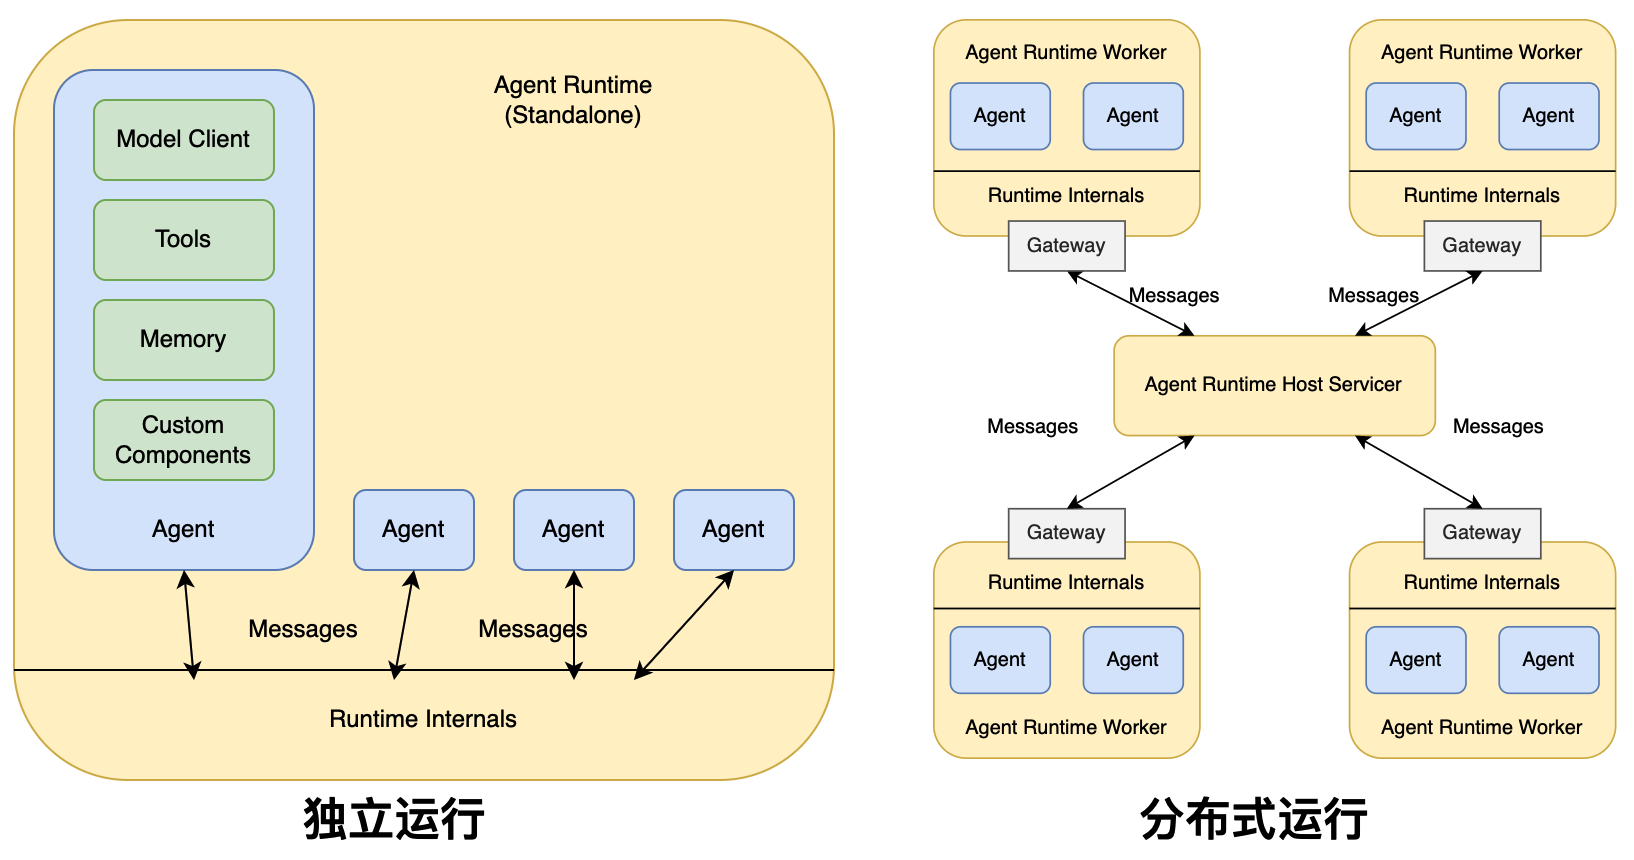 Agent Runtime
(Standalone)
Model Client
Tools
Memory
Custom
Components
Agent
Agent
Agent
Agent
Messages
Messages
Runtime Internals
独立运行
Agent Runtime Worker
Agent
Agent
Runtime Internals
Gateway
Agent Runtime Worker
Agent
Agent
Runtime Internals
Gateway
Messages
Messages
Agent Runtime Host Servicer
Messages
Messages
Gateway
Runtime Internals
Agent
Agent
Agent Runtime Worker
Gateway
Runtime Internals
Agent
Agent
Agent Runtime Worker
分布式运行